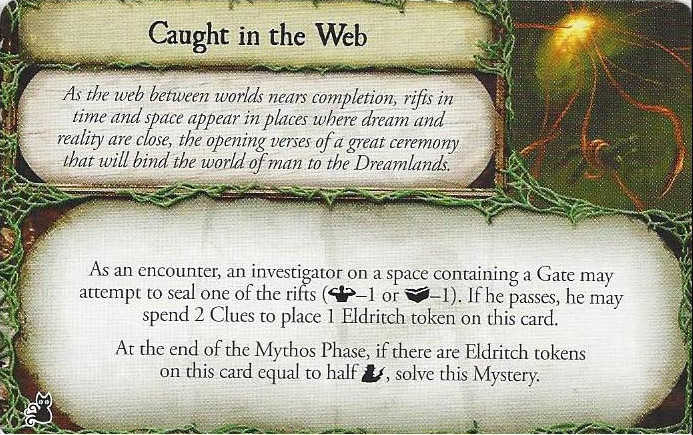 Caught in the Web
As the web between worlds nears completion, rifts in
time and space appear in places where dream and
reality are close, the opening verses of a great ceremony
that will bind the world of man to the Dreamlands.
As an encounter, an investigator on a space containing a Gate may
attempt to seal one of the rifts (–1 or –1). If he passes, he may
spend 2 Clues to place 1 Eldritch token on this card.
At the end of the Mythos Phase, if there are Eldritch tokens
on this card equal to half , solve this Mystery.